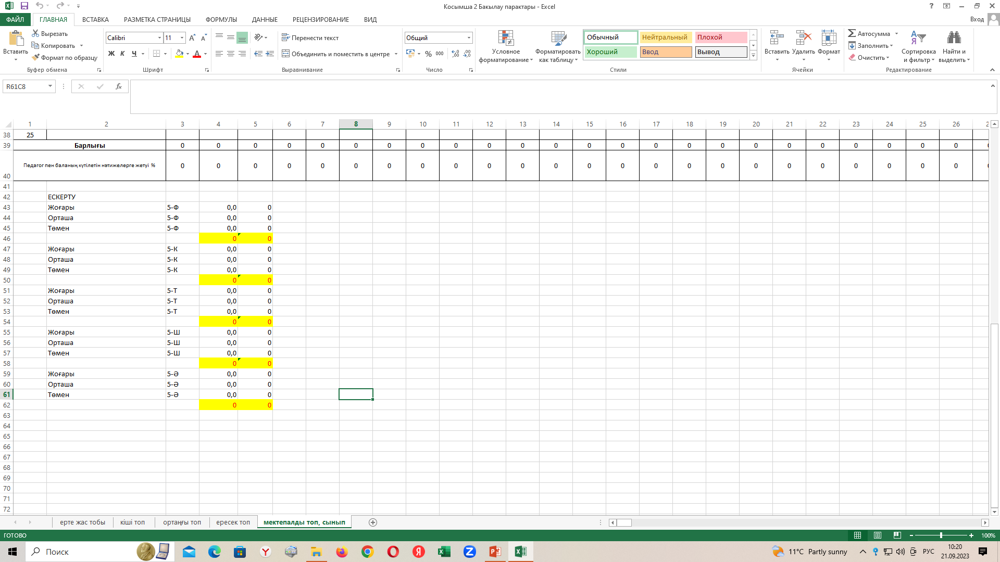 Косымша 2 Бакылау парактары - Excel
ФАЙЛ ГЛАВНАЯ ВСТАВКА РАЗМЕТКА СТРАНИЦЫ ФОРМУЛЫ ДАННЫЕ РЕЦЕНЗИРОВАНИЕ ВИД Вход
Вставить
Вырезать
Копировать
Формат по образцу
Буфер обмена
Calibri 11
Ж К Ч
Шрифт
Перенести текст
Объединить и поместить в центре
Выравнивание
Общий
% 000
Число
Условное форматирование
Форматировать как таблицу
Обычный Нейтральный Плохой
Хороший Ввод Вывод
Стили
Вставить Удалить Формат
Ячейки
Автосумма
Заполнить
Очистить
Сортировка и фильтр
Найти и выделить
Редактирование
R61C8
1 2 3 4 5 6 7 8 9 10 11 12 13 14 15 16 17 18 19 20 21 22 23 24 25 26 2
38 25
39 Барлығы 0 0 0 0 0 0 0 0 0 0 0 0 0 0 0 0 0 0 0 0 0 0 0 0 0
40 Педагог пен баланың күтілетін нәтижелерге жетуі % 0 0 0 0 0 0 0 0 0 0 0 0 0 0 0 0 0 0 0 0 0 0 0 0 0
41
42 ЕСКЕРТУ
43 Жоғары 5-Ф 0,0 0
44 Орташа 5-Ф 0,0 0
45 Төмен 5-Ф 0,0 0
46 0 0
47 Жоғары 5-К 0,0 0
48 Орташа 5-К 0,0 0
49 Төмен 5-К 0,0 0
50 0 0
51 Жоғары 5-Т 0,0 0
52 Орташа 5-Т 0,0 0
53 Төмен 5-Т 0,0 0
54 0 0
55 Жоғары 5-Ш 0,0 0
56 Орташа 5-Ш 0,0 0
57 Төмен 5-Ш 0,0 0
58 0 0
59 Жоғары 5-Ә 0,0 0
60 Орташа 5-Ә 0,0 0
61 Төмен 5-Ә 0,0 0
62 0 0
63
64
65
66
67
68
69
70
71
72
ерте жас тобы кіші топ ортаңғы топ ересек топ мектепалды топ, сынып
ГОТОВО 100%
Поиск 11°C Partly sunny РУС 10:20
21.09.2023